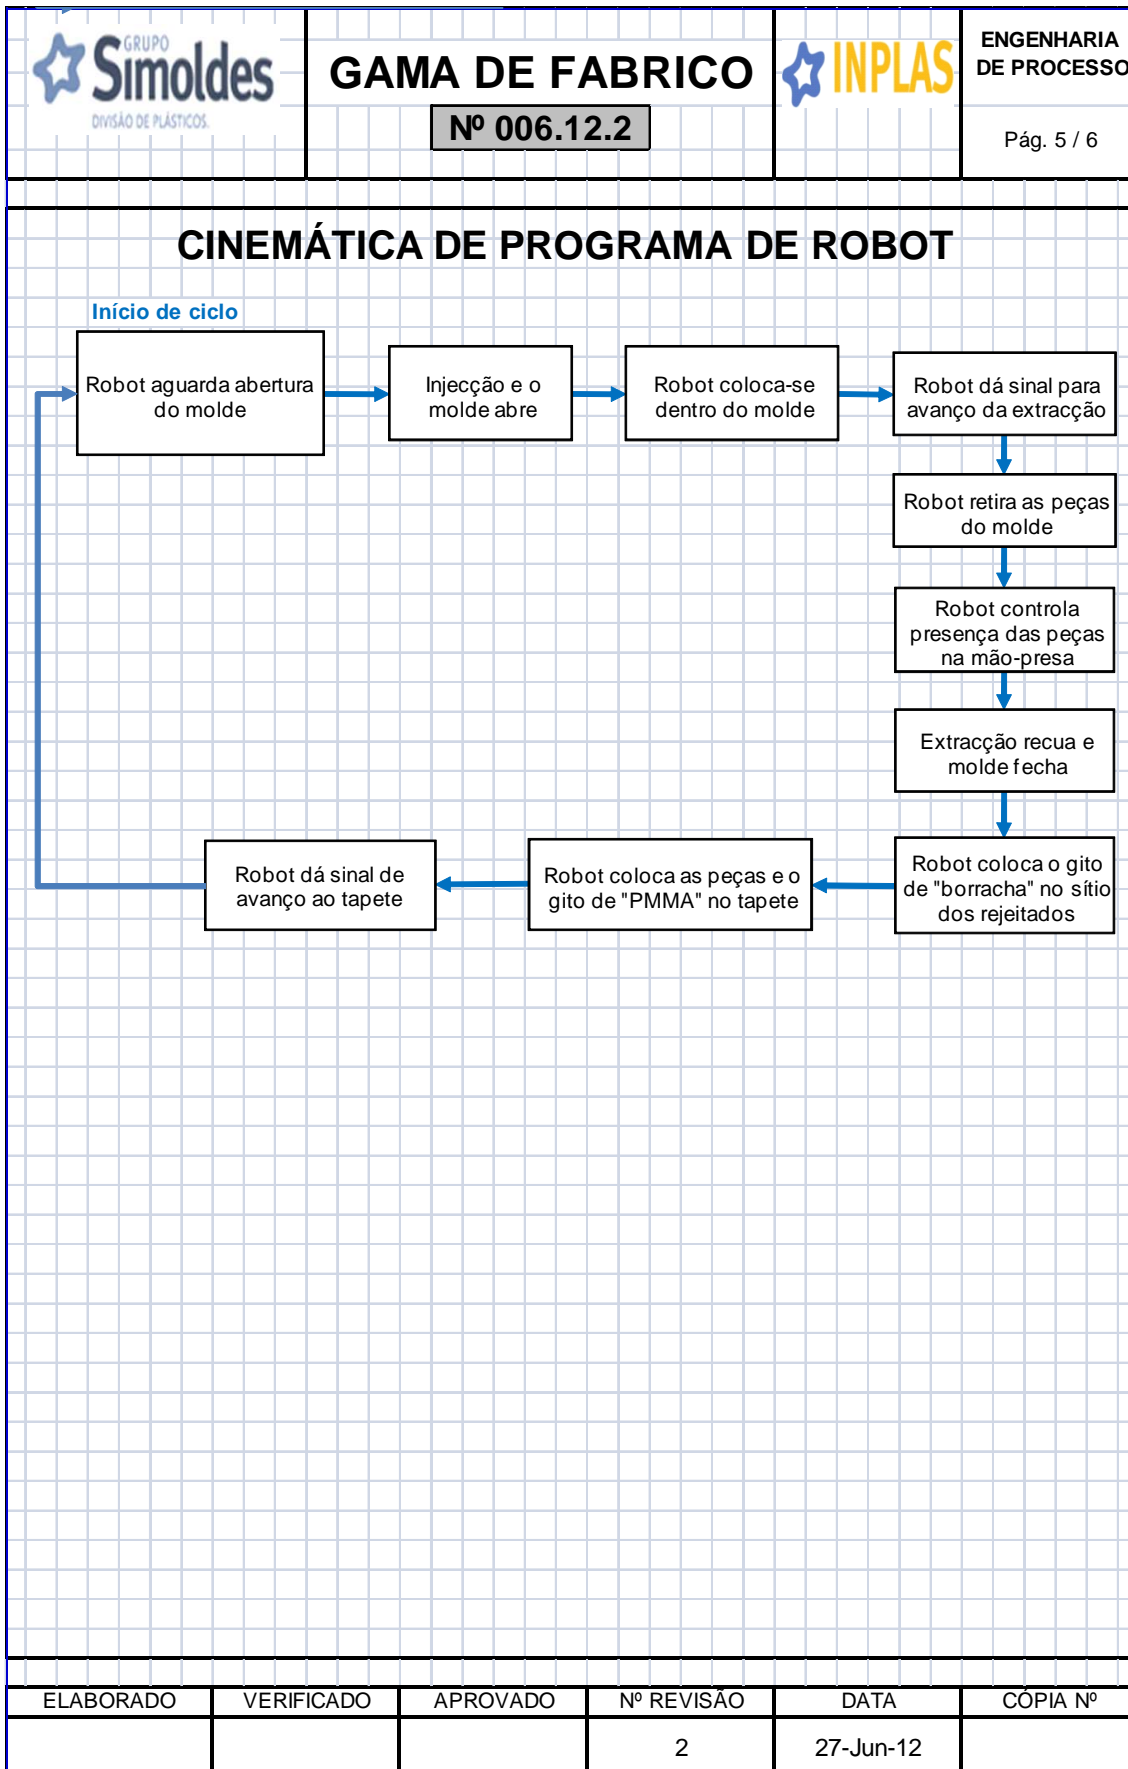 GRUPO
Simoldes
DIVISÃO DE PLÁSTICOS.
GAMA DE FABRICO
Nº 006.12.2
INPLAS
ENGENHARIA
DE PROCESSO
Pág. 5 / 6
CINEMÁTICA DE PROGRAMA DE ROBOT
Início de ciclo
Robot aguarda abertura
do molde
Injecção e o
molde abre
Robot coloca-se
dentro do molde
Robot dá sinal para
avanço da extracção
Robot retira as peças
do molde
Robot controla
presença das peças
na mão-presa
Extracção recua e
molde fecha
Robot coloca o gito
de "borracha" no sítio
dos rejeitados
Robot coloca as peças e o
gito de "PMMA" no tapete
Robot dá sinal de
avanço ao tapete
ELABORADO VERIFICADO APROVADO Nº REVISÃO DATA CÓPIA Nº
2 27-Jun-12